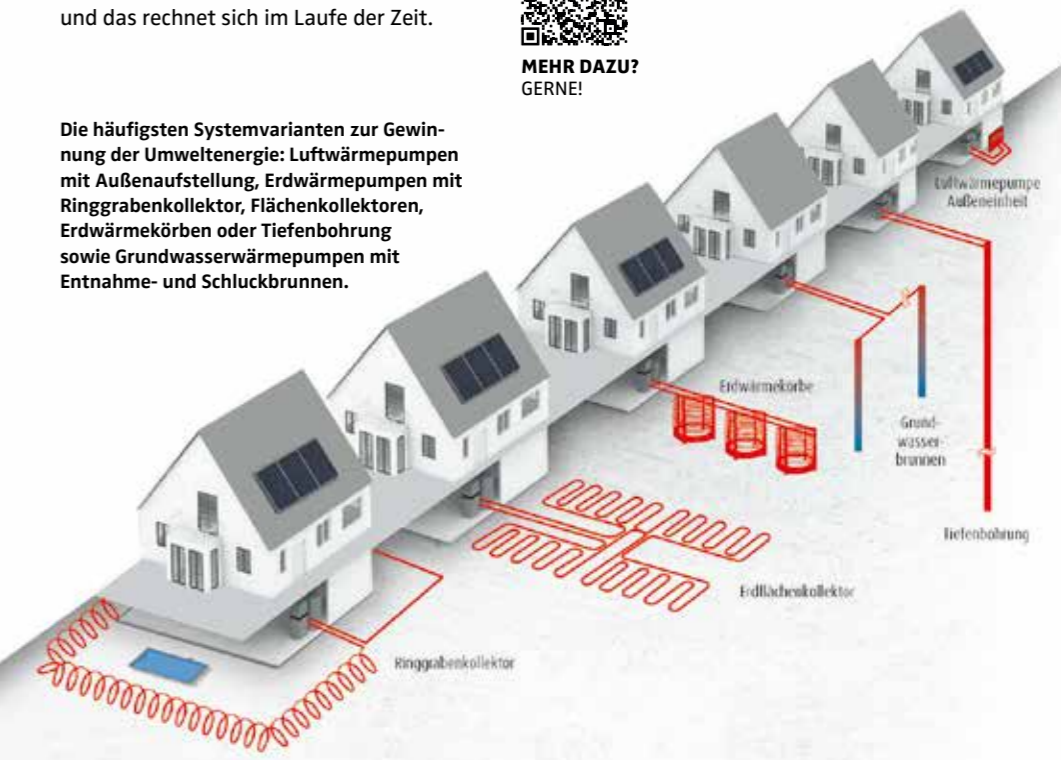 und das rechnet sich im Laufe der Zeit.
MEHR DAZU?
GERNE!
Die häufigsten Systemvarianten zur Gewin-
nung der Umweltenergie: Luftwärmepumpen
mit Außenaufstellung, Erdwärmepumpen mit
Ringgrabenkollektor, Flächenkollektoren,
Erdwärmekörben oder Tiefenbohrung
sowie Grundwasserwärmepumpen mit
Entnahme- und Schluckbrunnen.
Luftwärmepumpe
Außeneinheit
Erdwärmekörbe
Grund-
wasser-
brunnen
Tiefenbohrung
Erdflächenkollektor
Ringgrabenkollektor